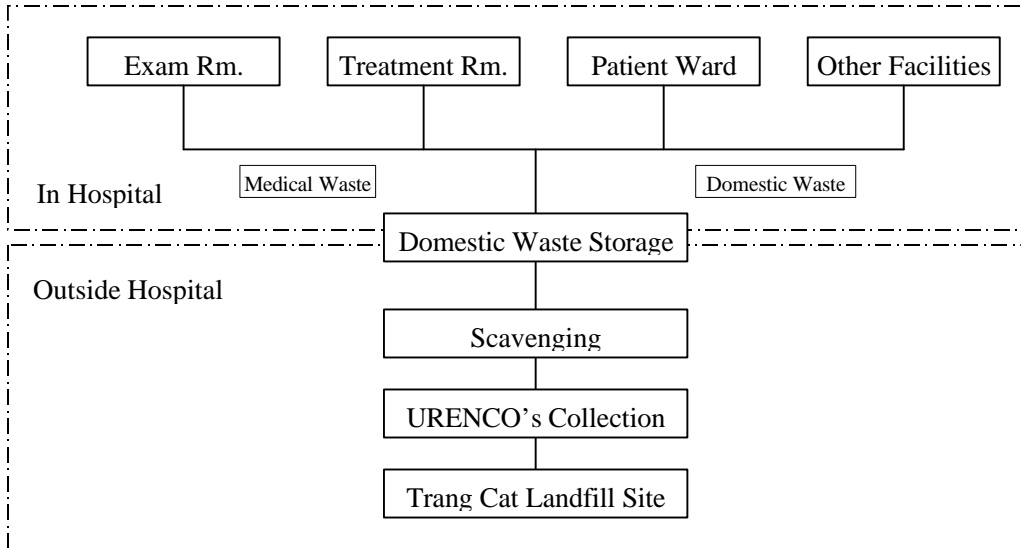 Exam Rm.
Treatment Rm.
Patient Ward
Other Facilities
Medical Waste
Domestic Waste
In Hospital
Domestic Waste Storage
Outside Hospital
Scavenging
URENCO’s Collection
Trang Cat Landfill Site